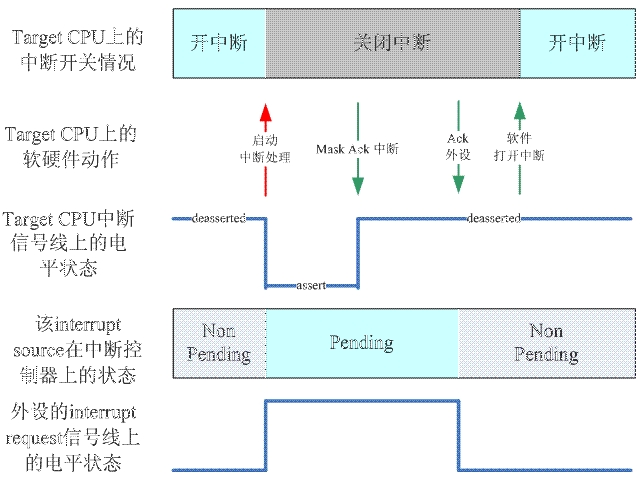 Target CPU上的
中断开关情况
开中断
关闭中断
开中断
Target CPU上的
软硬件动作
启动
中断处理
Mask Ack 中断
Ack
外设
软件
打开中断
Target CPU中断
信号线上的电
平状态
deasserted
assert
deasserted
该interrupt
source在中断控
制器上的状态
Non
Pending
Pending
Non
Pending
外设的interrupt
request信号线上
的电平状态